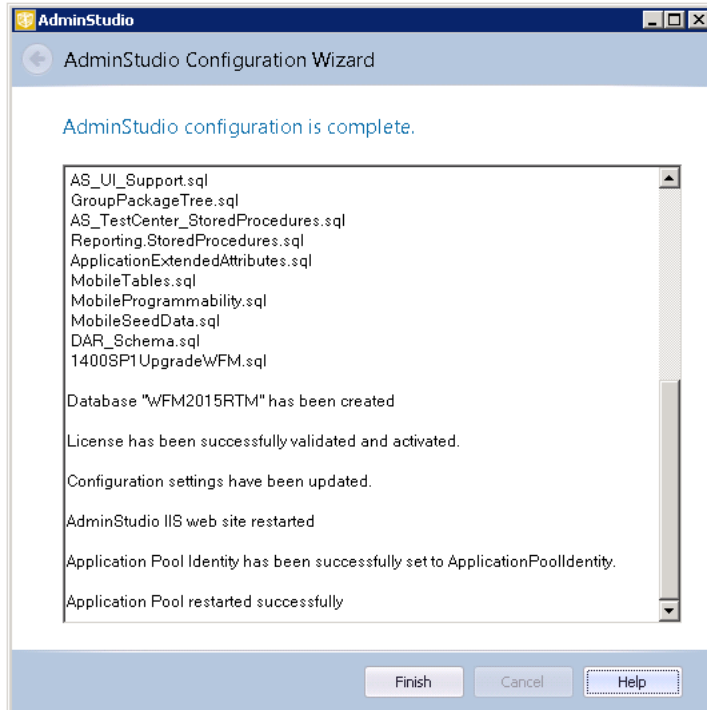 AdminStudio
AdminStudio Configuration Wizard
AdminStudio configuration is complete.
AS_UI_Support.sql
GroupPackageTree.sql
AS_TestCenter_StoredProcedures.sql
Reporting.StoredProcedures.sql
ApplicationExtendedAttributes.sql
MobileTables.sql
MobileProgrammability.sql
MobileSeedData.sql
DAR_Schema.sql
1400SP1UpgradeWFM.sql
Database "WFM2015RTM" has been created
License has been successfully validated and activated.
Configuration settings have been updated.
AdminStudio IIS web site restarted
Application Pool Identity has been successfully set to ApplicationPoolIdentity.
Application Pool restarted successfully
Finish Cancel Help